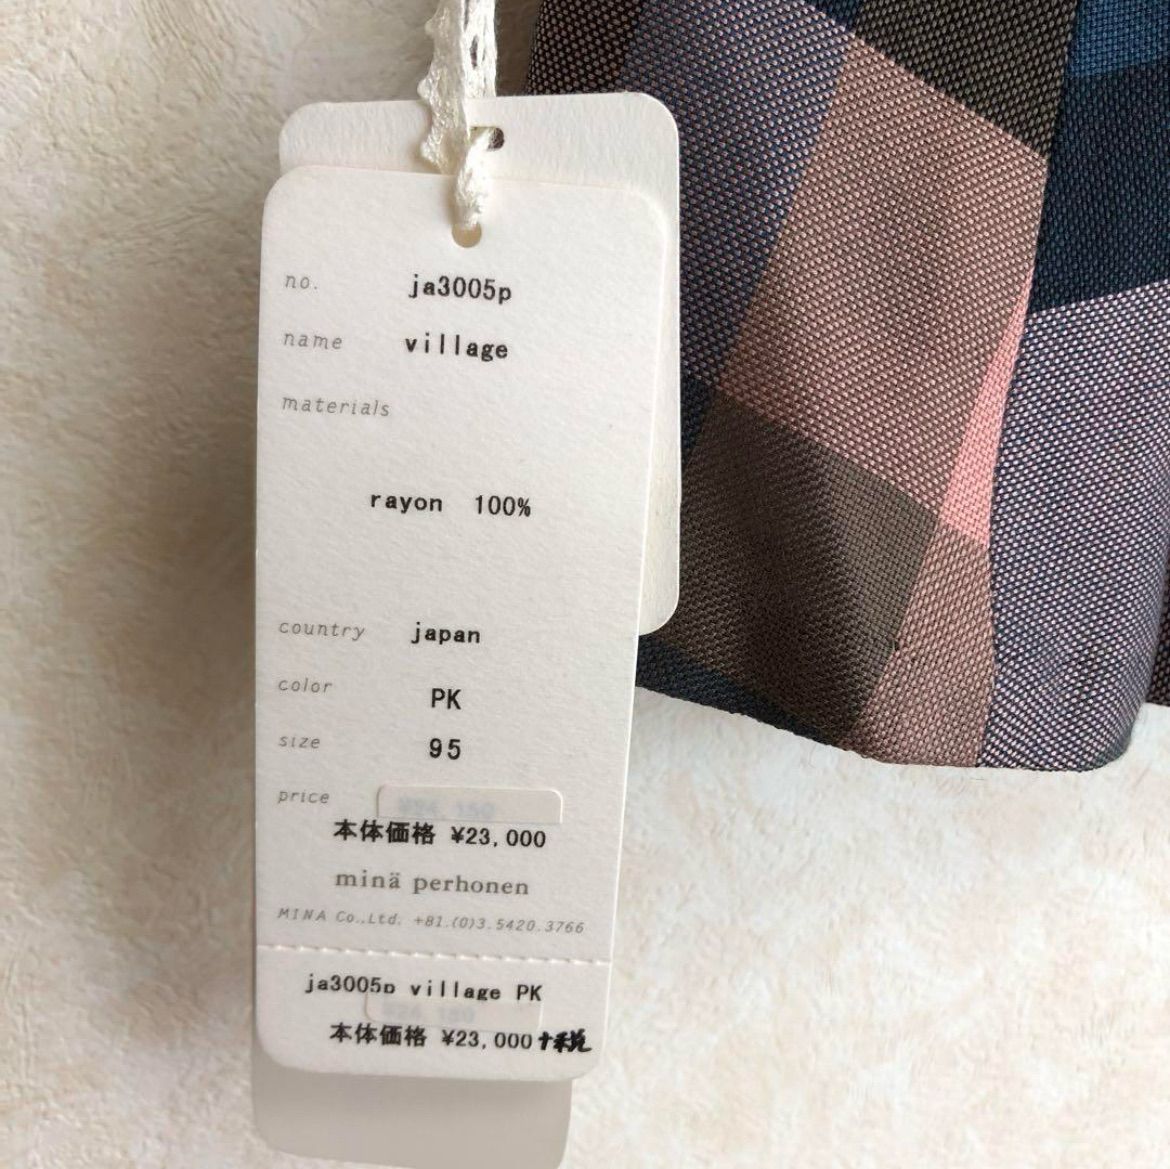 no. ja3005p
name village
materials
rayon 100%
country japan
color PK
size 95
price
本体価格 ¥23,000
minä perhonen
MINA Co.,Ltd. +81.(0)3.5420.3766
ja3005p village PK
本体価格 ¥23,000+税